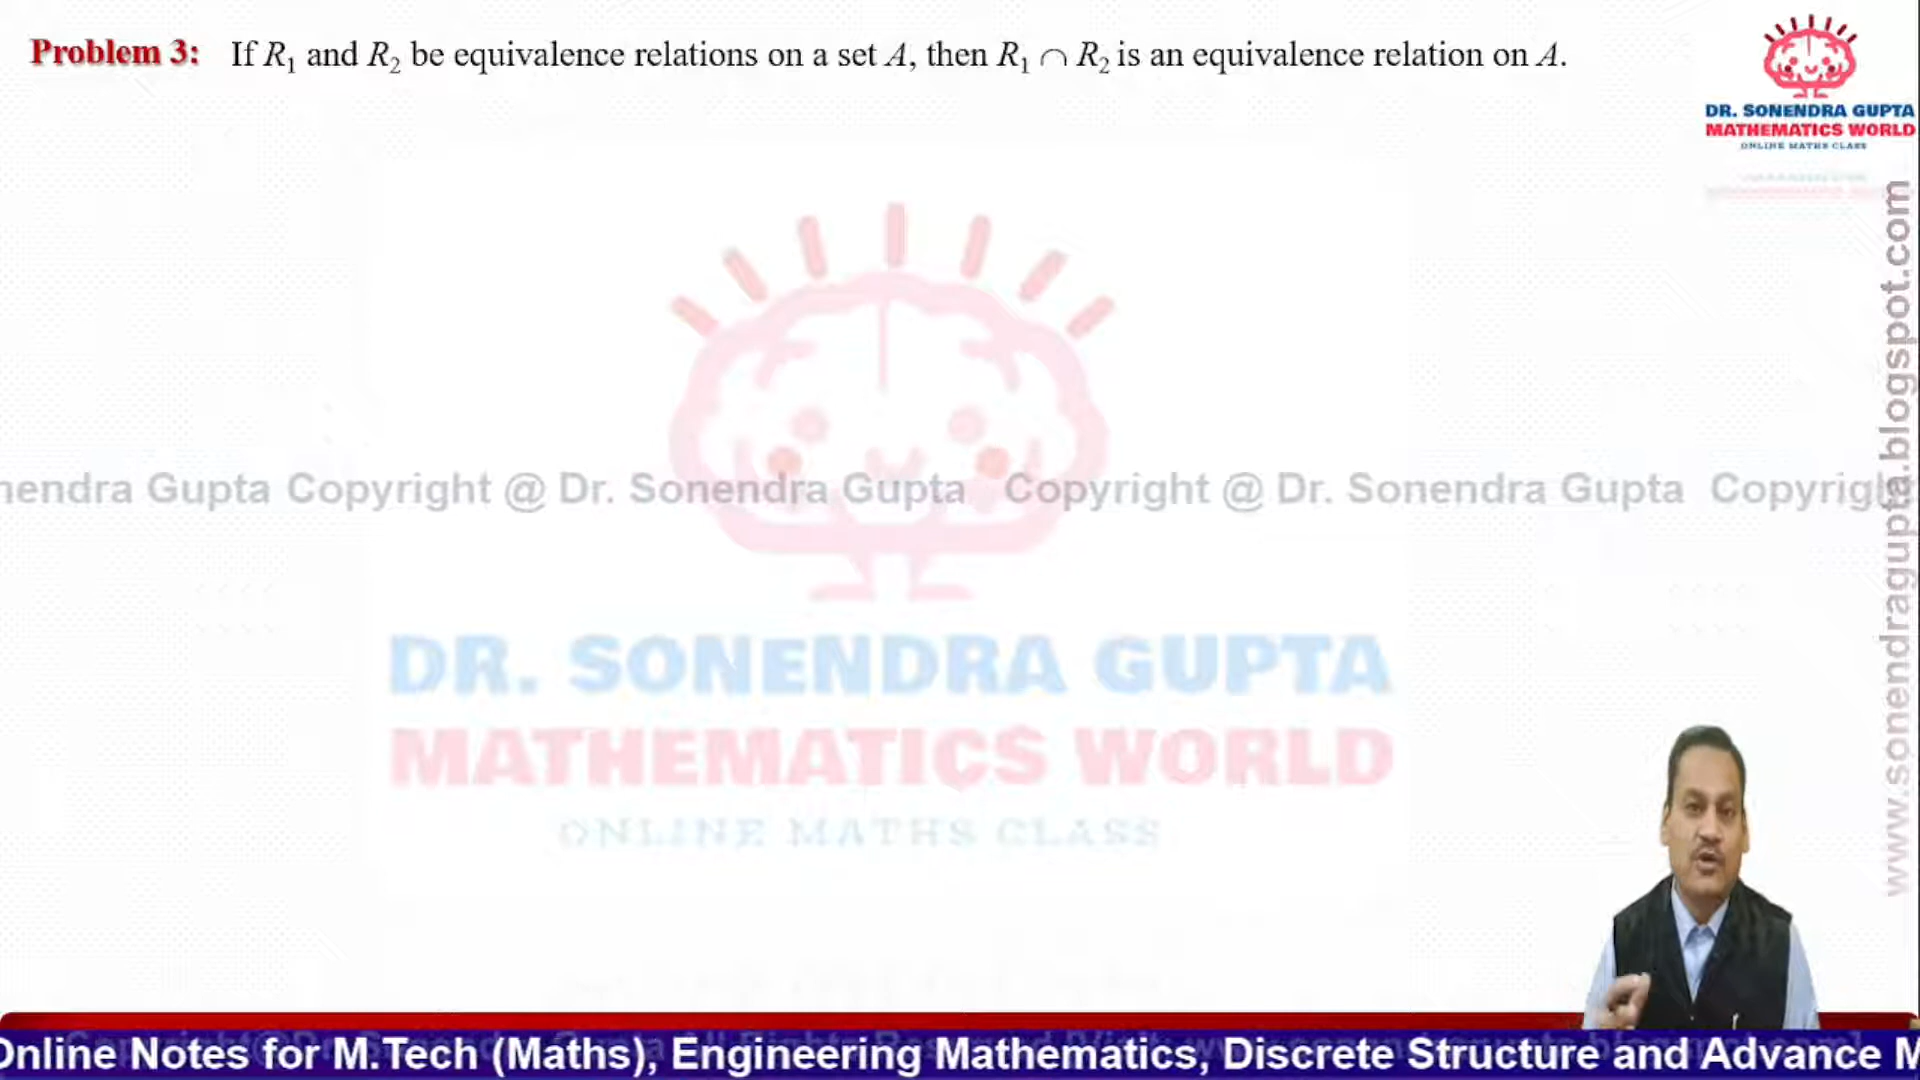 Problem 3: If R₁ and R₂ be equivalence relations on a set A, then R₁ ∩ R₂ is an equivalence relation on A.
DR. SONENDRA GUPTA
MATHEMATICS WORLD
ONLINE MATHS CLASS
www.sonendragupta.blogspot.com
nendra Gupta Copyright @ Dr. Sonendra Gupta Copyright @ Dr. Sonendra Gupta Copyrig
DR. SONENDRA GUPTA
MATHEMATICS WORLD
ONLINE MATHS CLASS
Online Notes for M.Tech (Maths), Engineering Mathematics, Discrete Structure and Advance M